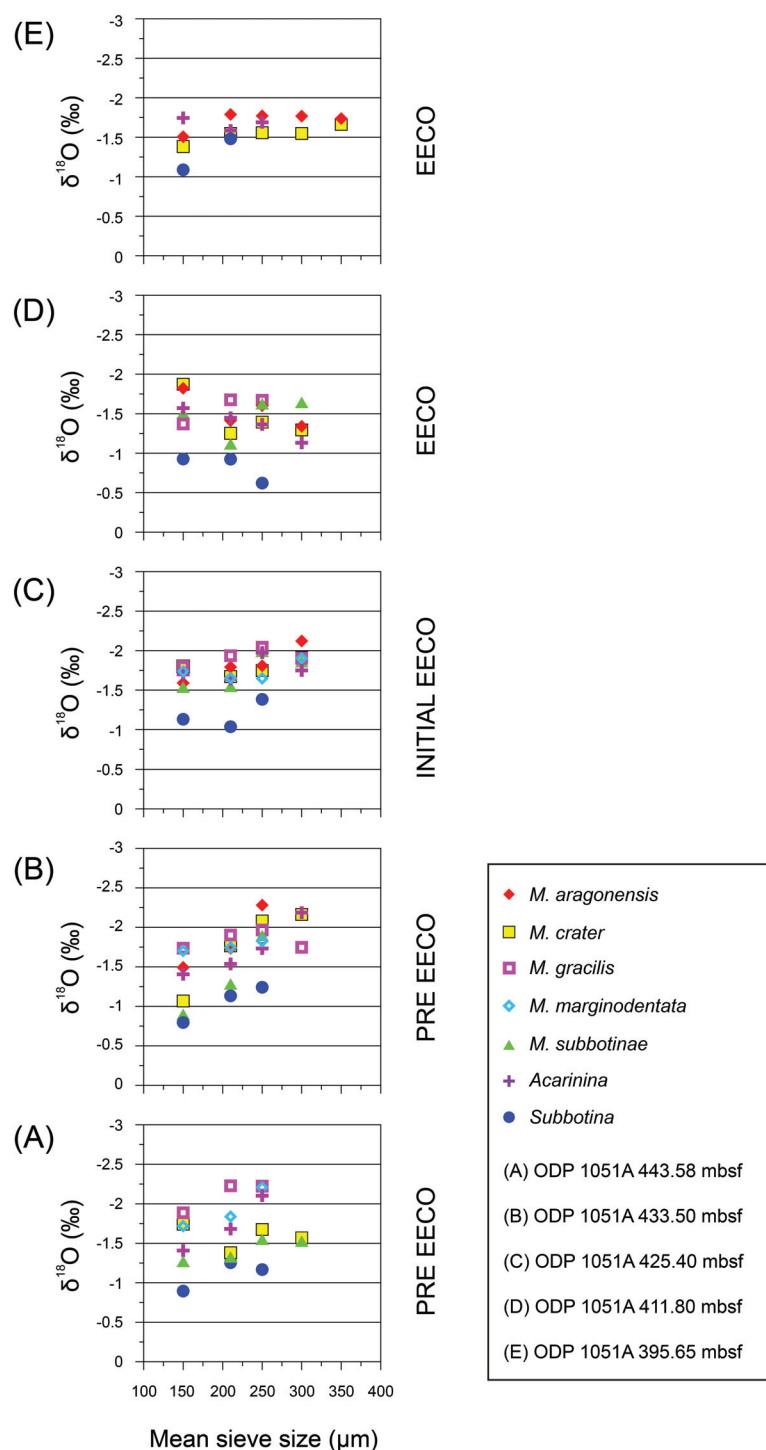 (E)
-3
-2.5
-2
-1.5
-1
-0.5
0
δ18O (‰)
EECO
(D)
-3
-2.5
-2
-1.5
-1
-0.5
0
δ18O (‰)
EECO
(C)
-3
-2.5
-2
-1.5
-1
-0.5
0
δ18O (‰)
INITIAL EECO
(B)
-3
-2.5
-2
-1.5
-1
-0.5
0
δ18O (‰)
PRE EECO
(A)
-3
-2.5
-2
-1.5
-1
-0.5
0
δ18O (‰)
PRE EECO
100 150 200 250 300 350 400
Mean sieve size (μm)
M. aragonensis
M. crater
M. gracilis
M. marginodentata
M. subbotinae
Acarinina
Subbotina
(A) ODP 1051A 443.58 mbsf
(B) ODP 1051A 433.50 mbsf
(C) ODP 1051A 425.40 mbsf
(D) ODP 1051A 411.80 mbsf
(E) ODP 1051A 395.65 mbsf